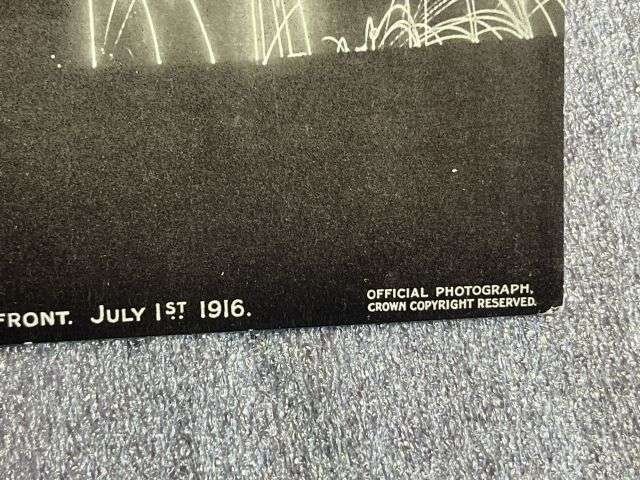 FRONT. JULY 1ST 1916.
OFFICIAL PHOTOGRAPH,
CROWN COPYRIGHT RESERVED.